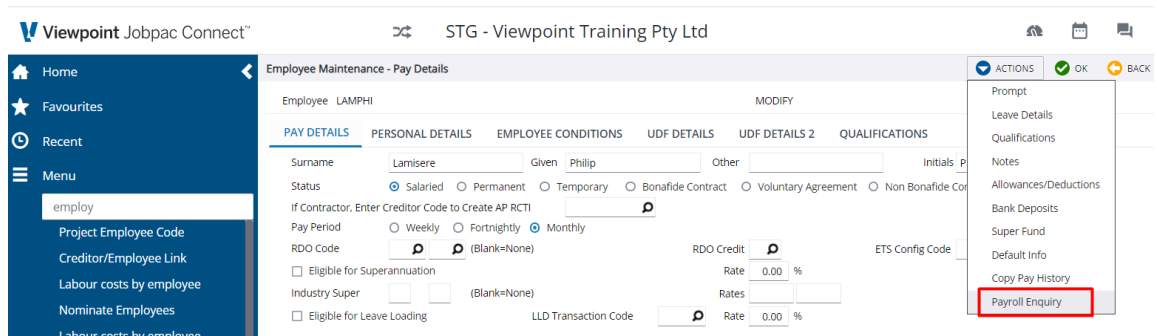 Viewpoint Jobpac Connect™ STG - Viewpoint Training Pty Ltd
Home
Favourites
Recent
Menu
employ
Project Employee Code
Creditor/Employee Link
Labour costs by employee
Nominate Employees
Labour costs by employee
Employee Maintenance - Pay Details ACTIONS OK BACK
Employee LAMPHI MODIFY
PAY DETAILS PERSONAL DETAILS EMPLOYEE CONDITIONS UDF DETAILS UDF DETAILS 2 QUALIFICATIONS
Surname Lamisere Given Philip Other Initials P
Status Salaried Permanent Temporary Bonafide Contract Voluntary Agreement Non Bonafide Con
If Contractor, Enter Creditor Code to Create AP RCTI
Pay Period Weekly Fortnightly Monthly
RDO Code (Blank=None) RDO Credit ETS Config Code
Eligible for Superannuation Rate 0.00 %
Industry Super (Blank=None) Rates
Eligible for Leave Loading LLD Transaction Code Rate 0.00 %
Prompt
Leave Details
Qualifications
Notes
Allowances/Deductions
Bank Deposits
Super Fund
Default Info
Copy Pay History
Payroll Enquiry